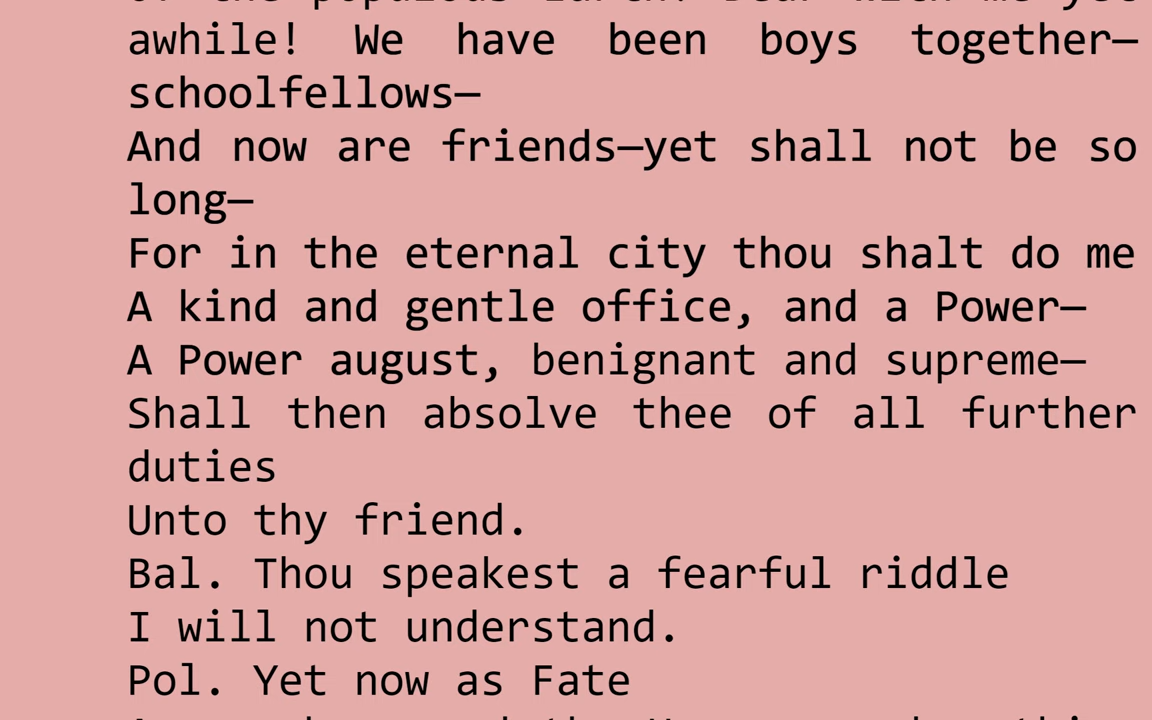 awhile! We have been boys together—
schoolfellows—
And now are friends—yet shall not be so
long—
For in the eternal city thou shalt do me
A kind and gentle office, and a Power—
A Power august, benignant and supreme—
Shall then absolve thee of all further
duties
Unto thy friend.
Bal. Thou speakest a fearful riddle
I will not understand.
Pol. Yet now as Fate